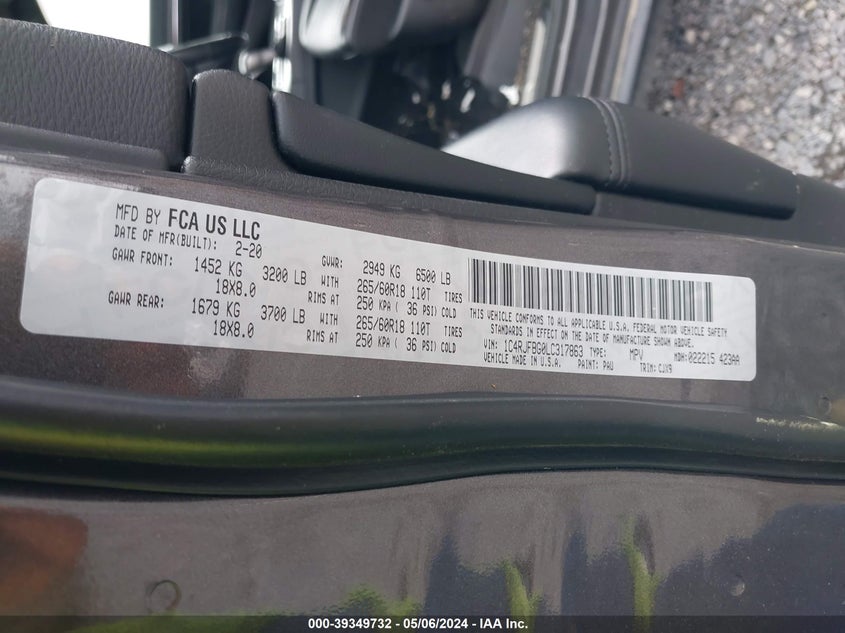 MFD BY FCA US LLC
DATE OF MFR(BUILT): 2-20
GVWR: 2949 KG 6500 LB
GAWR FRONT: 1452 KG 3200 LB WITH 265/60R18 110T TIRES
18X8.0 RIMS AT 250 KPA ( 36 PSI) COLD
GAWR REAR: 1679 KG 3700 LB WITH 265/60R18 110T TIRES
18X8.0 RIMS AT 250 KPA ( 36 PSI) COLD
THIS VEHICLE CONFORMS TO ALL APPLICABLE U.S.A. FEDERAL MOTOR VEHICLE SAFETY
STANDARDS IN EFFECT ON THE DATE OF MANUFACTURE SHOWN ABOVE.
VIN: 1C4RJFBG0LC317863 TYPE: MPV MDH:022215 423AA
VEHICLE MADE IN U.S.A. PAINT: PAU TRIM: CJX9
000-39349732 - 05/06/2024 - IAA Inc.